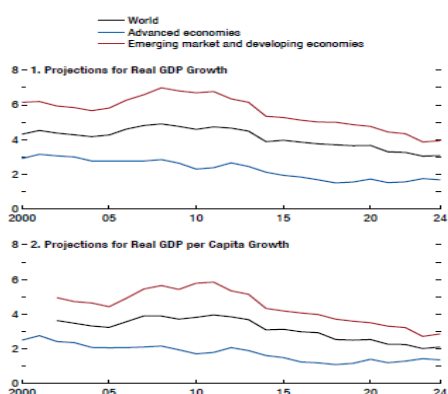 World
Advanced economies
Emerging market and developing economies
8 – 1. Projections for Real GDP Growth
6 –
4 –
2 –
0
2000 05 10 15 20 24
8 – 2. Projections for Real GDP per Capita Growth
6 –
4 –
2 –
0
2000 05 10 15 20 24